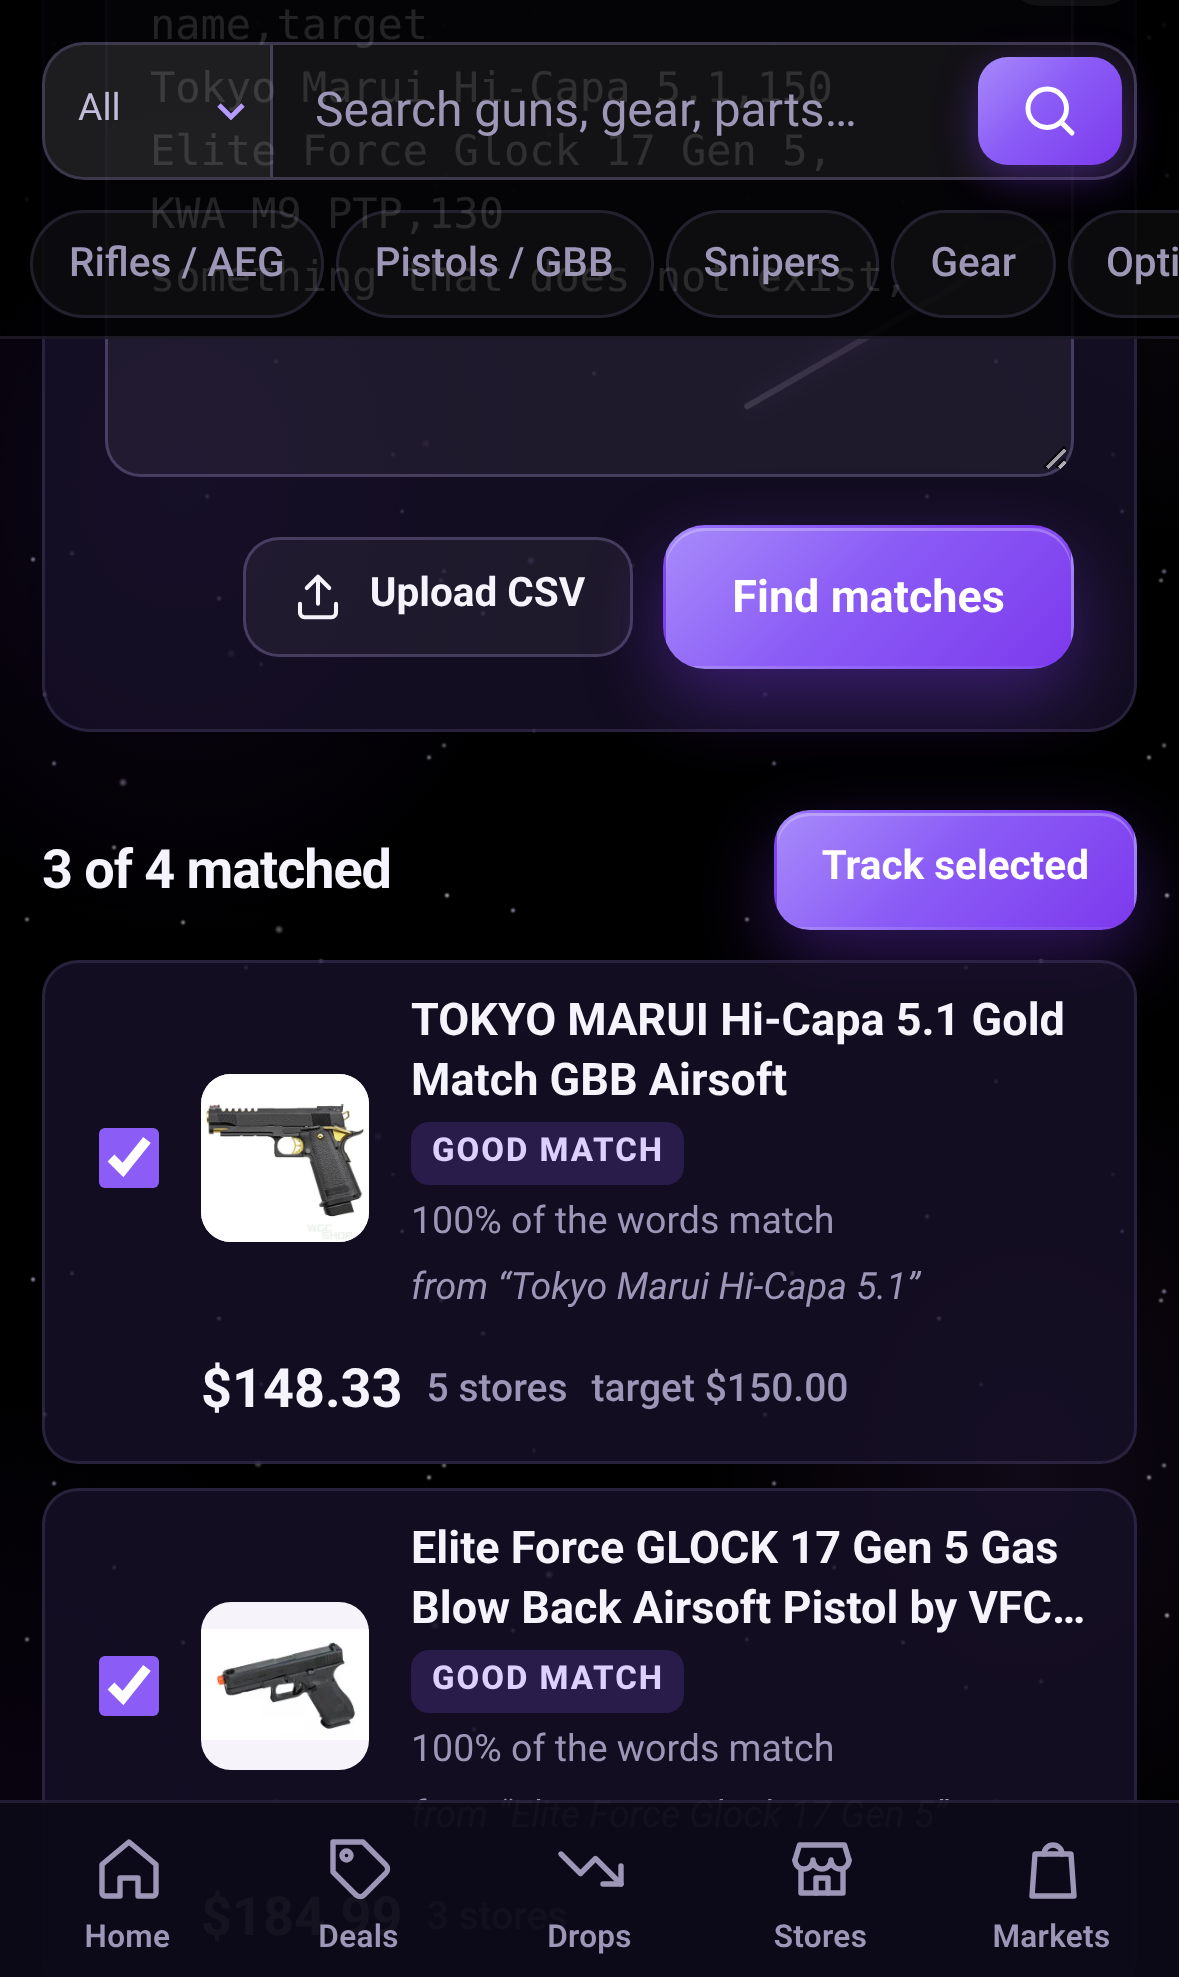 name,target
Tokyo Marui Hi-Capa 5.1,150
All
Search guns, gear, parts...
Elite Force Glock 17 Gen 5,
KWA M9 PTP,130
Rifles / AEG
Pistols / GBB
Snipers
Gear
Opti
something that does not exist,
Upload CSV
Find matches
3 of 4 matched
Track selected
TOKYO MARUI Hi-Capa 5.1 Gold
Match GBB Airsoft
GOOD MATCH
100% of the words match
from “Tokyo Marui Hi-Capa 5.1”
$148.33 5 stores target $150.00
Elite Force GLOCK 17 Gen 5 Gas
Blow Back Airsoft Pistol by VFC...
GOOD MATCH
100% of the words match
from “Elite Force Glock 17 Gen 5”
$184.99 3 stores
Home
Deals
Drops
Stores
Markets